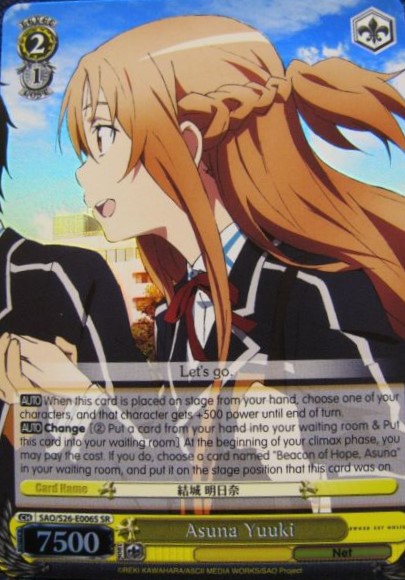 2
1
Let's go.
AUTO When this card is placed on stage from your hand, choose one of your
characters, and that character gets +500 power until end of turn.
AUTO Change [② Put a card from your hand into your waiting room & Put
this card into your waiting room] At the beginning of your climax phase, you
may pay the cost. If you do, choose a card named "Beacon of Hope, Asuna"
in your waiting room, and put it on the stage position that this card was on.
Card Name 結城 明日奈
CH SAO/S26-E006S SR
Asuna Yuuki
7500
Net
©REKI KAWAHARA/ASCII MEDIA WORKS/SAO Project